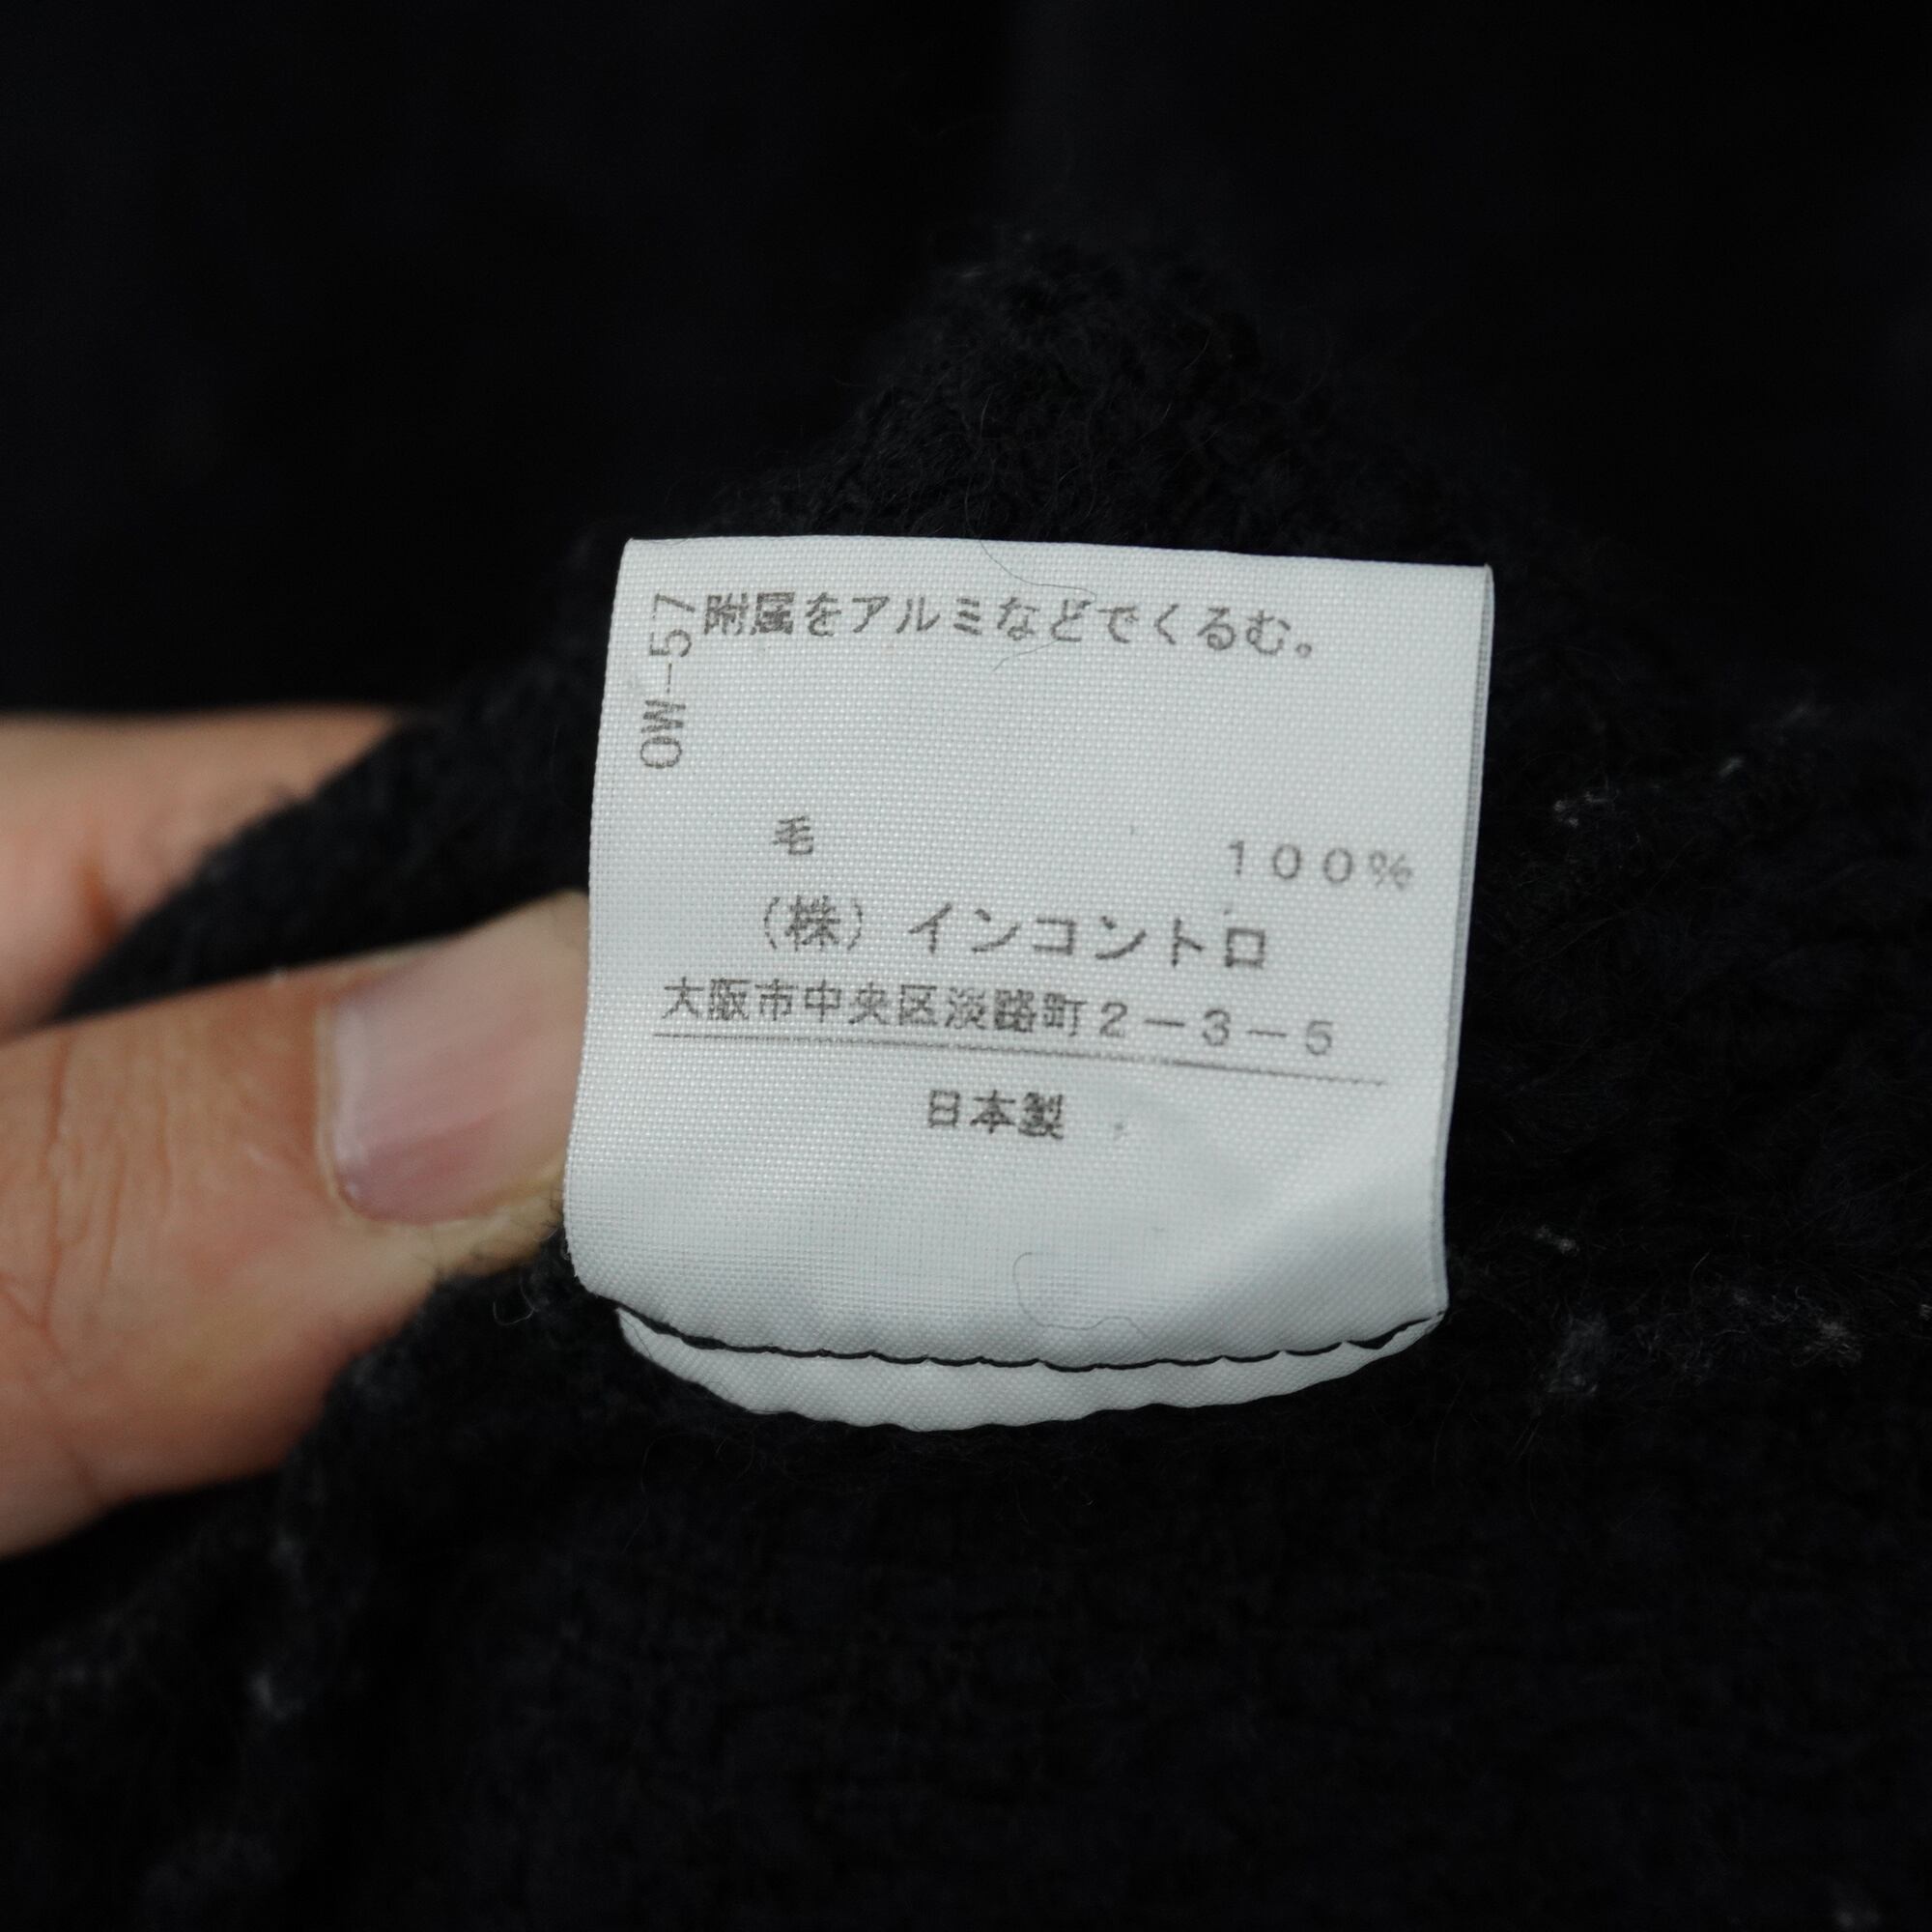 附属をアルミなどでくるむ。
OW-57
毛 100%
(株) インコントロ
大阪市中央区淡路町2-3-5
日本製